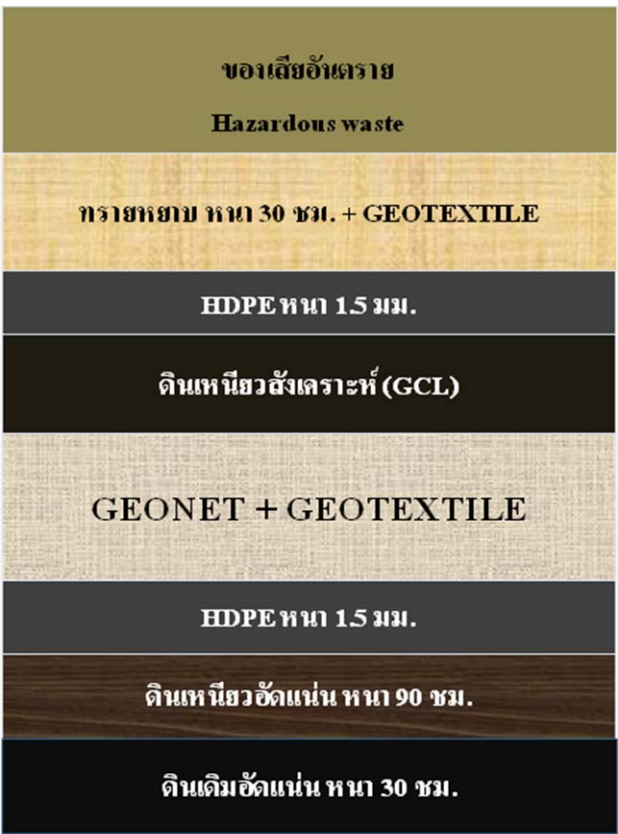 ของเสียอันตราย
Hazardous waste
ทรายหยาบ หนา 30 ซม. + GEOTEXTILE
HDPE หนา 1.5 มม.
ดินเหนียวสังเคราะห์ (GCL)
GEONET + GEOTEXTILE
HDPE หนา 1.5 มม.
ดินเหนียวอัดแน่น หนา 90 ซม.
ดินเดิมอัดแน่น หนา 30 ซม.